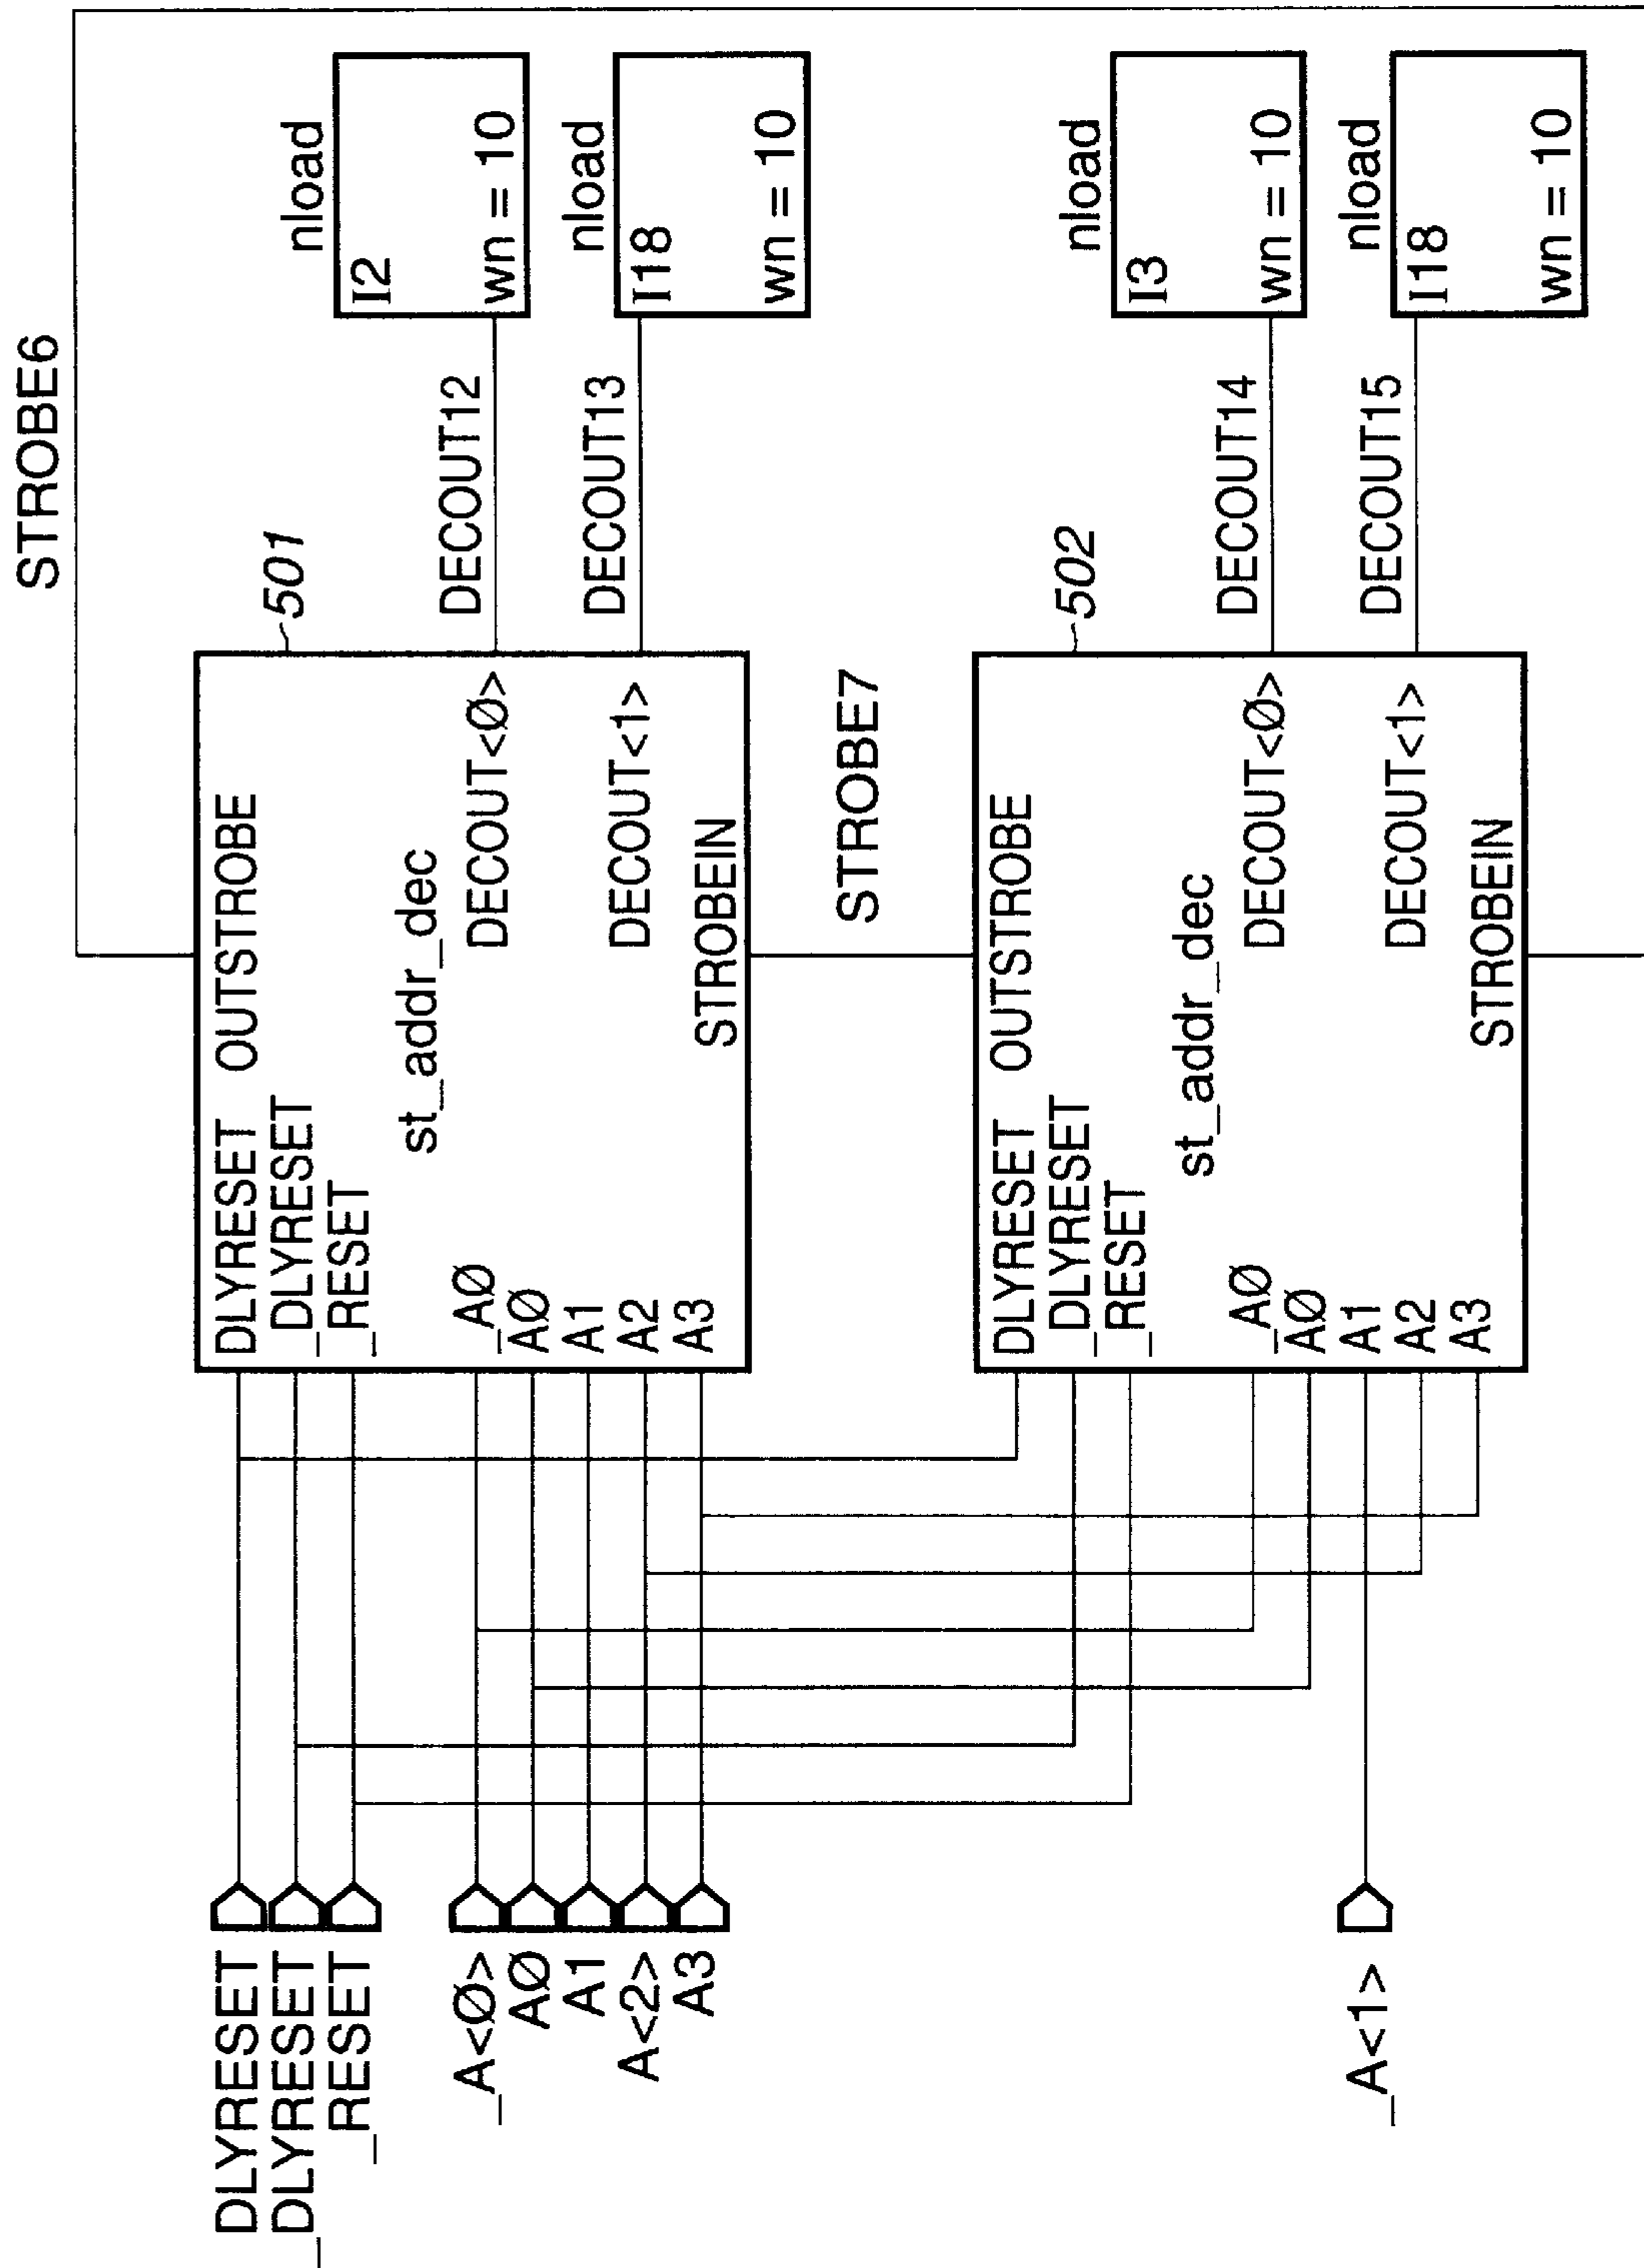 STROBE6
nload
I2
wn = 10
nload
I18
wn = 10
nload
I3
wn = 10
nload
I18
wn = 10
501
DECOUT12
DECOUT13
502
DECOUT14
DECOUT15
DLYRESET OUTSTROBE
_DLYRESET
_RESET
st_addr_dec
DECOUT<Ø>
DECOUT<1>
_AØ
AØ
A1
A2
A3
STROBEIN
STROBE7
DLYRESET OUTSTROBE
_DLYRESET
_RESET
st_addr_dec
DECOUT<Ø>
DECOUT<1>
_AØ
AØ
A1
A2
A3
STROBEIN
DLYRESET
_DLYRESET
_RESET
_A<Ø>
AØ
A1
A<2>
A3
_A<1>